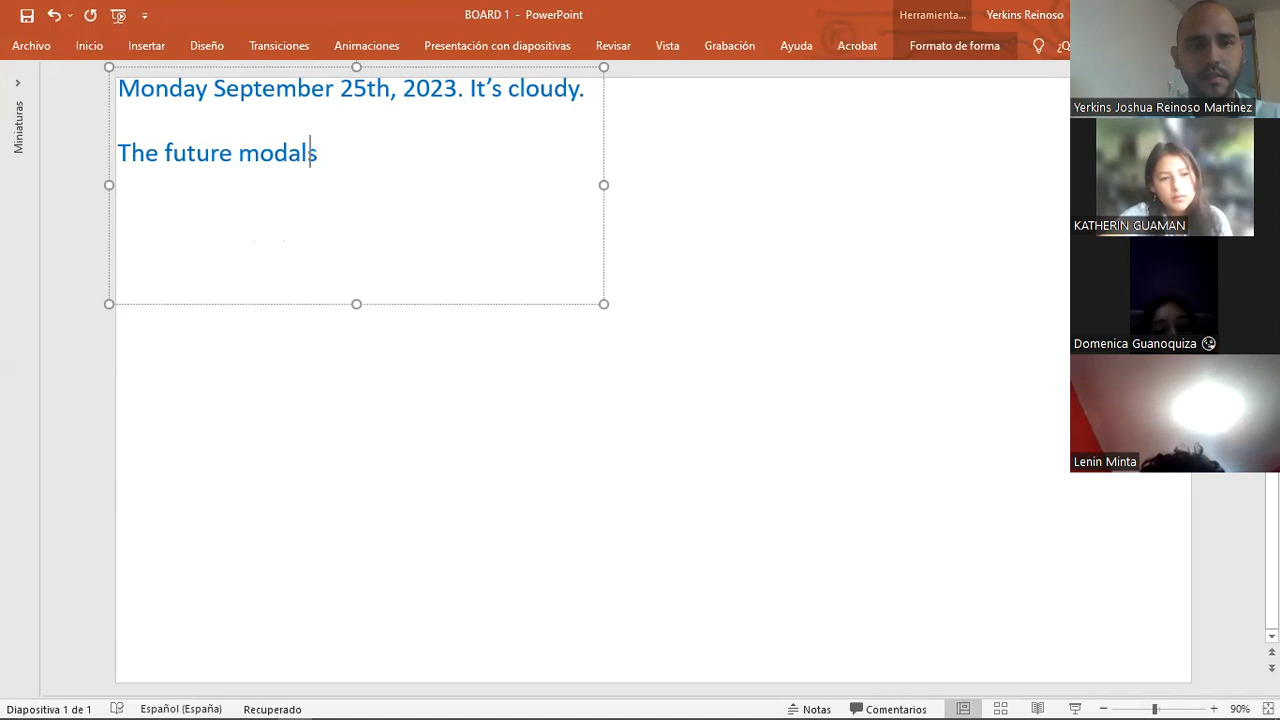 BOARD 1 - PowerPoint
Herramienta...
Yerkins Reinoso
Archivo
Inicio
Insertar
Diseño
Transiciones
Animaciones
Presentación con diapositivas
Revisar
Vista
Grabación
Ayuda
Acrobat
Formato de forma
¿Q
Miniaturas
Monday September 25th, 2023. It's cloudy.
The future modals
Yerkins Joshua Reinoso Martínez
KATHERIN GUAMAN
Domenica Guanoquiza 😘
Lenin Minta
Diapositiva 1 de 1
Español (España)
Recuperado
Notas
Comentarios
90%